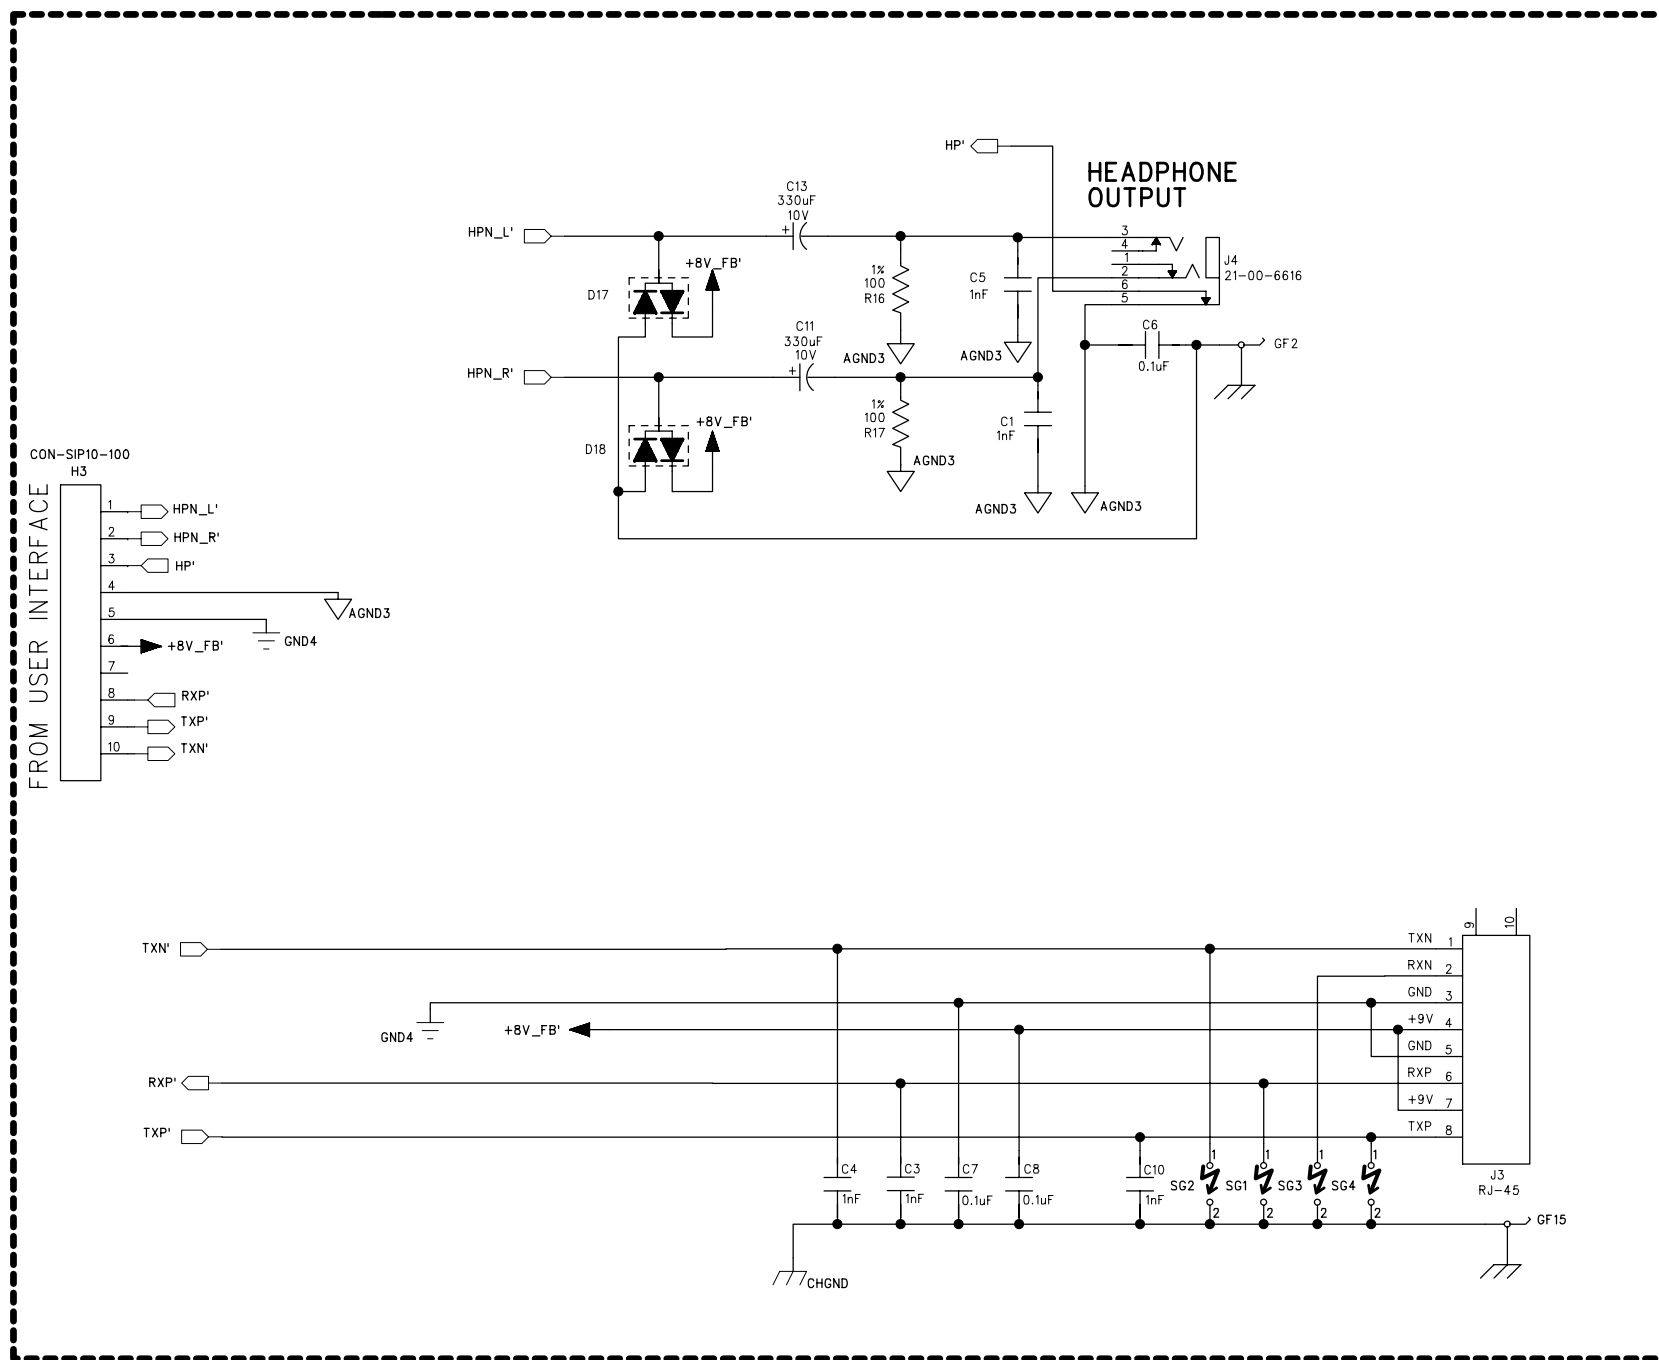 HP'
HEADPHONE
OUTPUT
C13
330uF
10V
+
HPN_L'
3
4
1
2
6
5
J4
21-00-6616
+8V_FB'
D17
1%
100
R16
C5
1nF
AGND3
AGND3
C11
330uF
10V
+
HPN_R'
C6
0.1uF
GF2
+8V_FB'
D18
1%
100
R17
AGND3
C1
1nF
AGND3
AGND3
CON-SIP10-100
H3
FROM USER INTERFACE
1 HPN_L'
2 HPN_R'
3 HP'
4
AGND3
5
GND4
6 +8V_FB'
7
8 RXP'
9 TXP'
10 TXN'
9
10
TXN'
TXN 1
RXN 2
GND 3
GND4
+8V_FB'
+9V 4
GND 5
RXP'
RXP 6
+9V 7
TXP'
TXP 8
C4
1nF
C3
1nF
C7
0.1uF
C8
0.1uF
C10
1nF
1
SG2
2
1
SG1
2
1
SG3
2
1
SG4
2
J3
RJ-45
GF15
CHGND